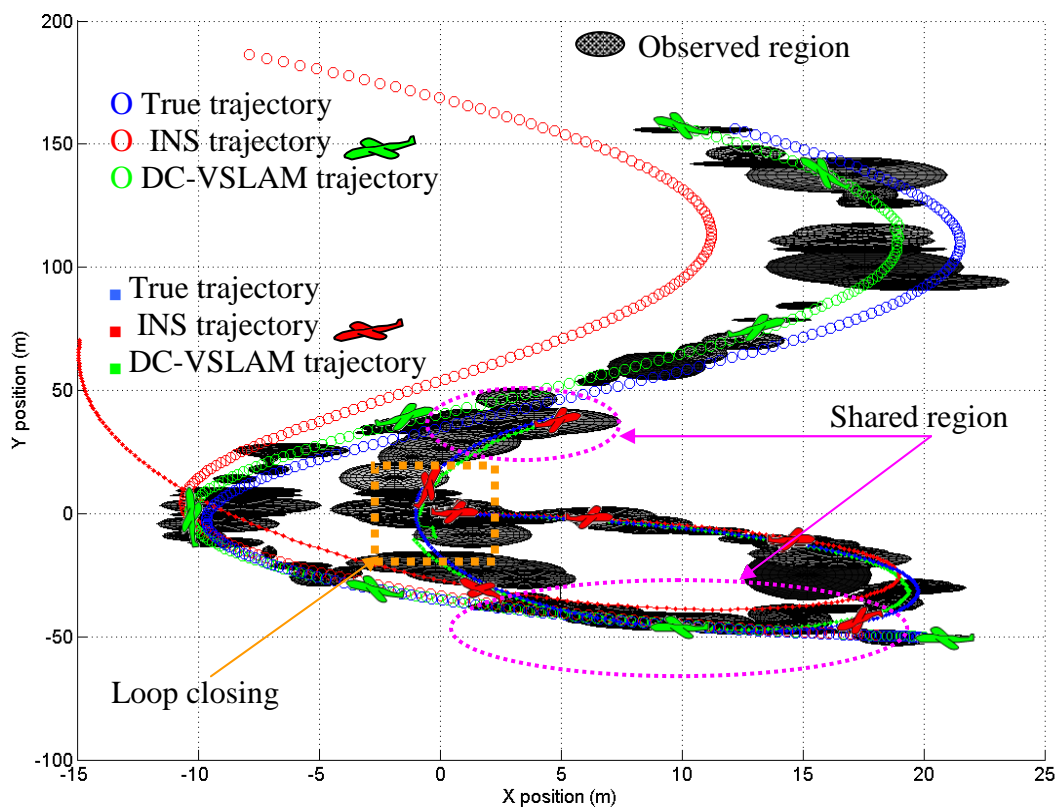 200
150
100
50
0
-50
-100
-15
-10
-5
0
5
10
15
20
25
Y position (m)
X position (m)
Observed region
O True trajectory
O INS trajectory
O DC-VSLAM trajectory
True trajectory
INS trajectory
DC-VSLAM trajectory
Shared region
Loop closing